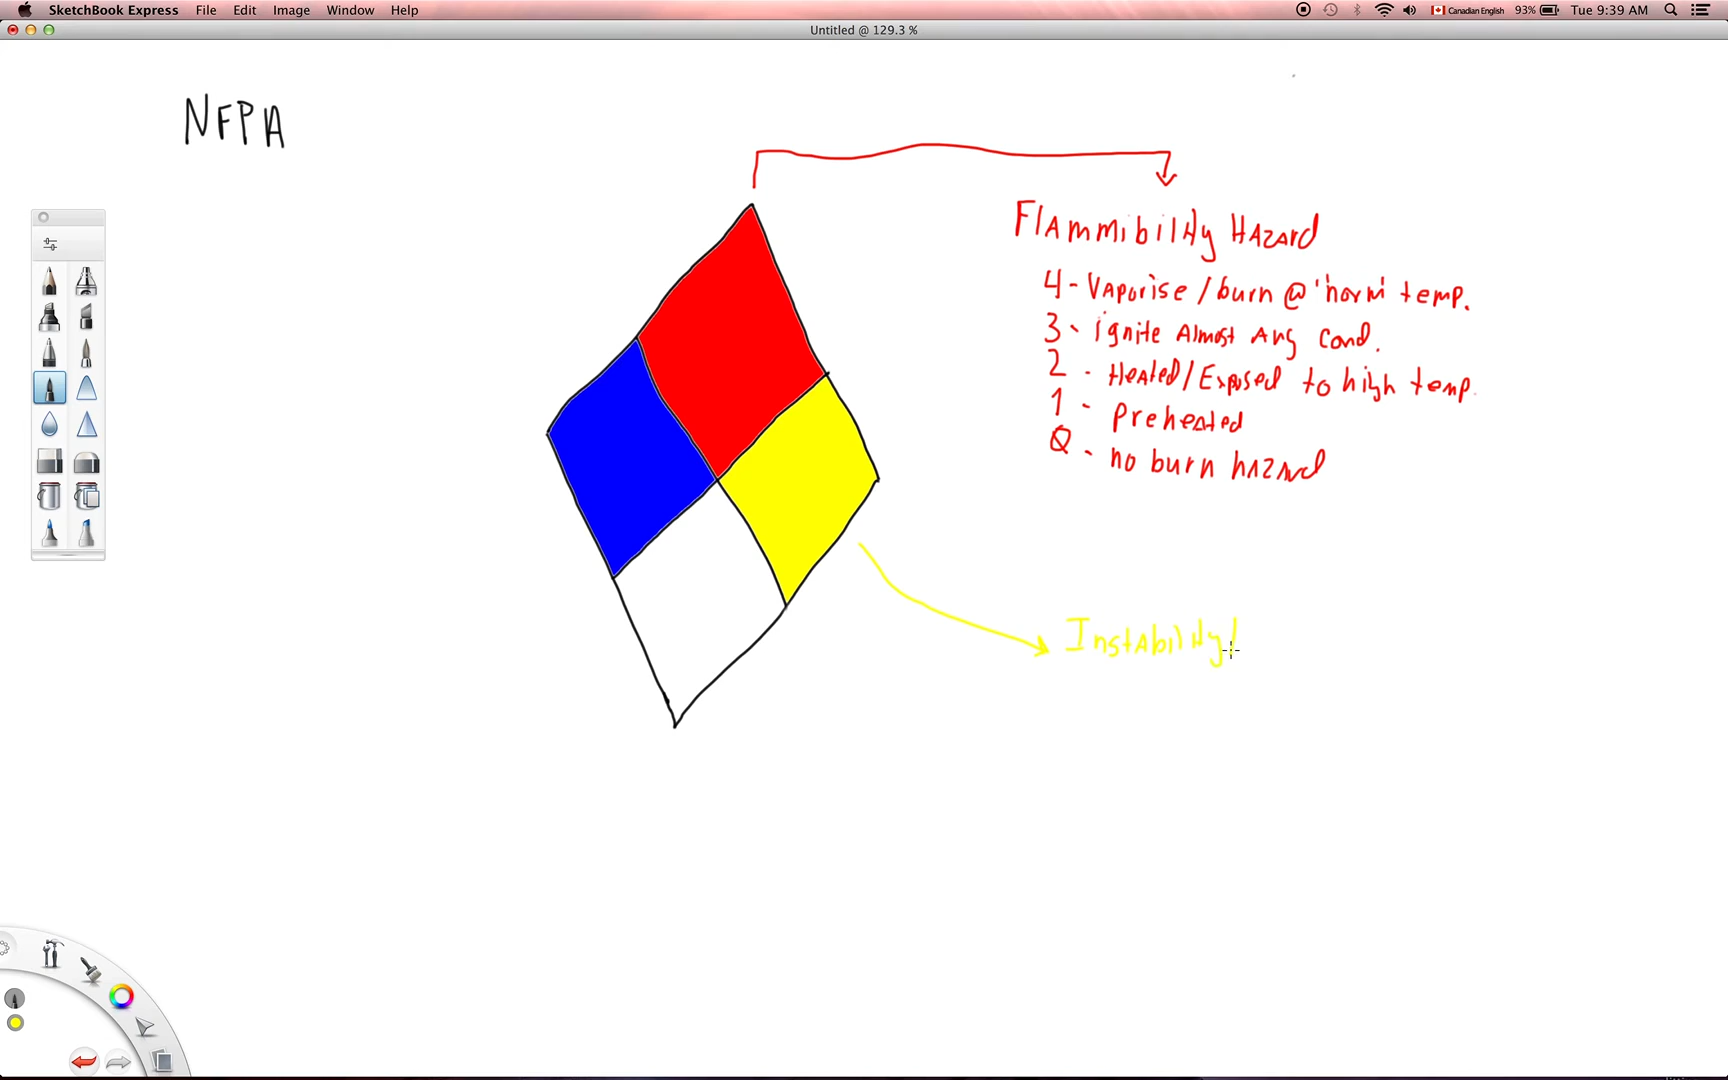 SketchBook Express File Edit Image Window Help Canadian English 93% Tue 9:39 AM
Untitled @ 129.3 %
NFPA
Flammibility Hazard
4 - Vaporise / burn @ 'norm' temp.
3 - ignite Almost Any Cond.
2 - Heated/Exposed to high temp.
1 - Preheated
0 - no burn hazard
Instability/